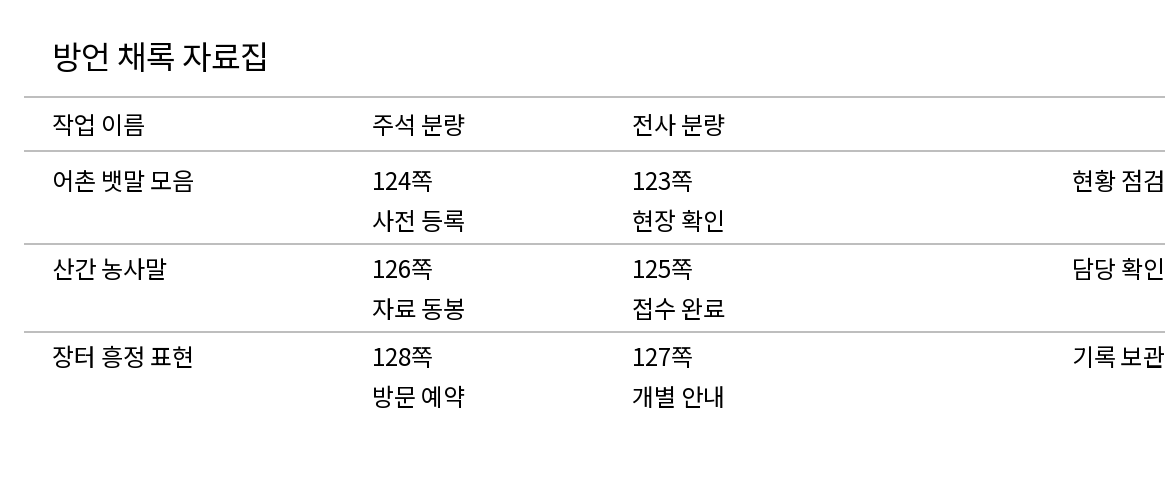 방언 채록 자료집
작업 이름 주석 분량 전사 분량
어촌 뱃말 모음 124쪽 123쪽 현황 점검
사전 등록 현장 확인
산간 농사말 126쪽 125쪽 담당 확인
자료 동봉 접수 완료
장터 흥정 표현 128쪽 127쪽 기록 보관
방문 예약 개별 안내